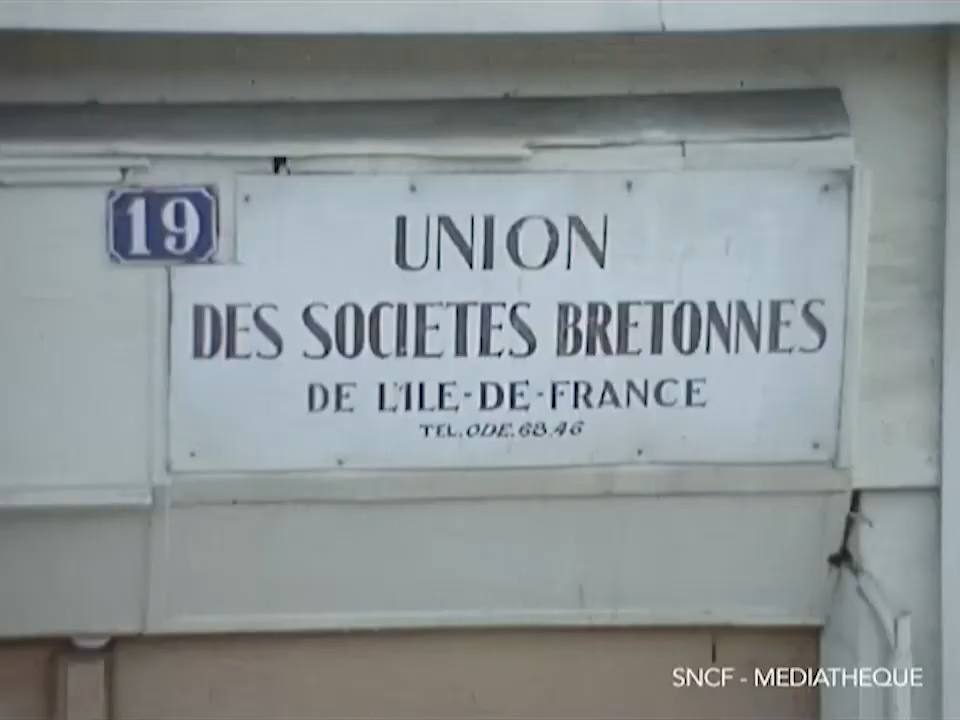 19
UNION
DES SOCIETES BRETONNES
DE L'ILE-DE-FRANCE
TEL. ODE. 68.46
SNCF - MEDIATHEQUE